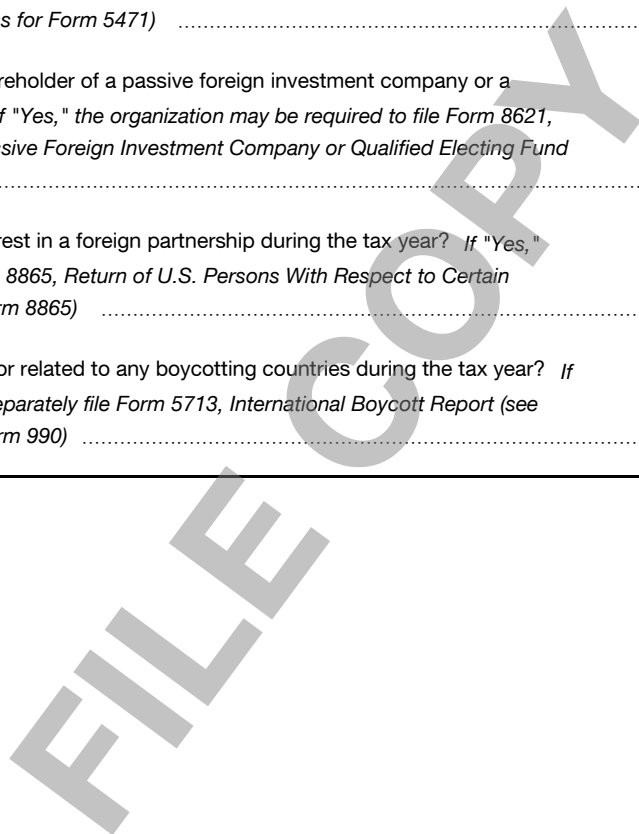 s for Form 5471) ................................................................................
reholder of a passive foreign investment company or a
f "Yes," the organization may be required to file Form 8621,
ssive Foreign Investment Company or Qualified Electing Fund
................................................................................
rest in a foreign partnership during the tax year? If "Yes,"
8865, Return of U.S. Persons With Respect to Certain
rm 8865) ................................................................................
or related to any boycotting countries during the tax year? If
eparately file Form 5713, International Boycott Report (see
rm 990) ................................................................................
FILE COPY